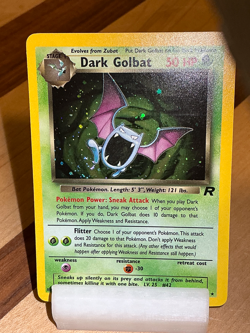 Evolves from Zubat Put Dark Golbat on the
STAGE 1
Dark Golbat 50 HP
Bat Pokémon. Length: 5' 3", Weight: 121 lbs.
R
Pokémon Power: Sneak Attack When you play Dark
Golbat from your hand, you may choose 1 of your opponent's
Pokémon. If you do, Dark Golbat does 10 damage to that
Pokémon. Apply Weakness and Resistance.
Flitter Choose 1 of your opponent's Pokémon. This attack
does 20 damage to that Pokémon. Don't apply Weakness
and Resistance for this attack. (Any other effects that would
happen after applying Weakness and Resistance still happen.)
weakness resistance retreat cost
-30
Sneaks up silently on its prey and attacks it from behind,
sometimes killing it with one bite. LV. 25 #42